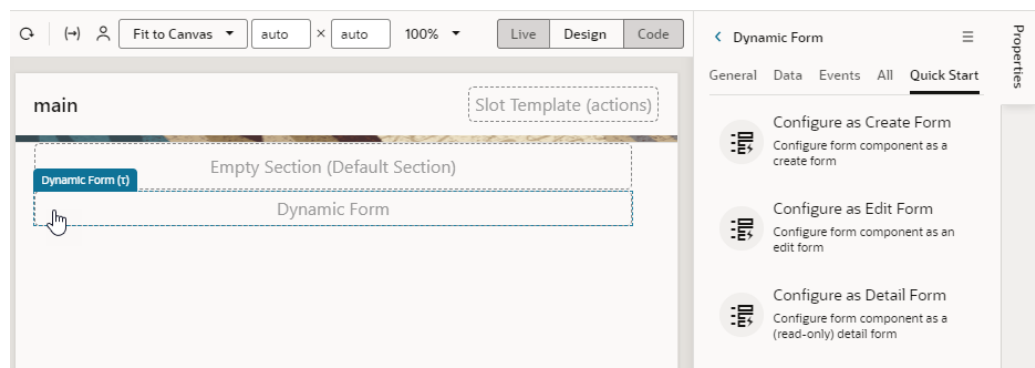 Fit to Canvas
auto
×
auto
100%
Live
Design
Code
main
Slot Template (actions)
Empty Section (Default Section)
Dynamic Form (τ)
Dynamic Form
Dynamic Form
General Data Events All Quick Start
Configure as Create Form
Configure form component as a
create form
Configure as Edit Form
Configure form component as an
edit form
Configure as Detail Form
Configure form component as a
(read-only) detail form
Properties